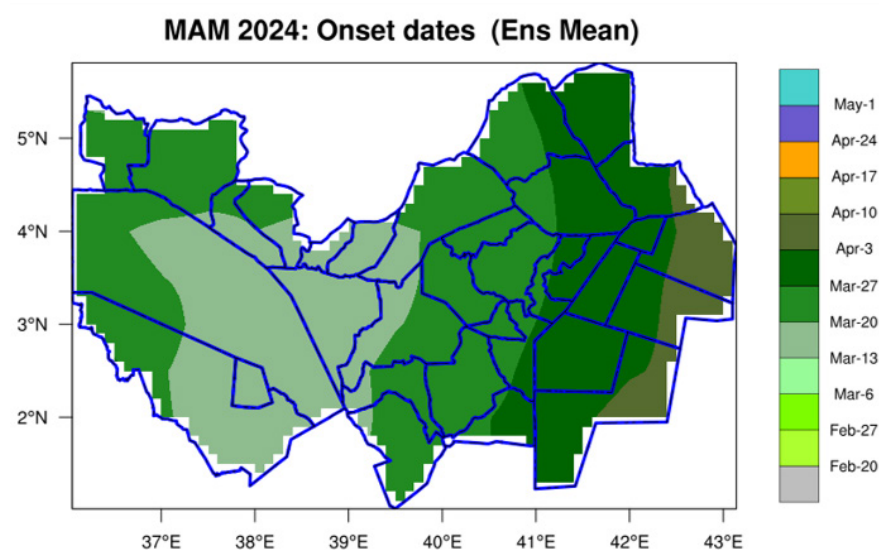 MAM 2024: Onset dates (Ens Mean)
5°N
4°N
3°N
2°N
37°E 38°E 39°E 40°E 41°E 42°E 43°E
May-1
Apr-24
Apr-17
Apr-10
Apr-3
Mar-27
Mar-20
Mar-13
Mar-6
Feb-27
Feb-20